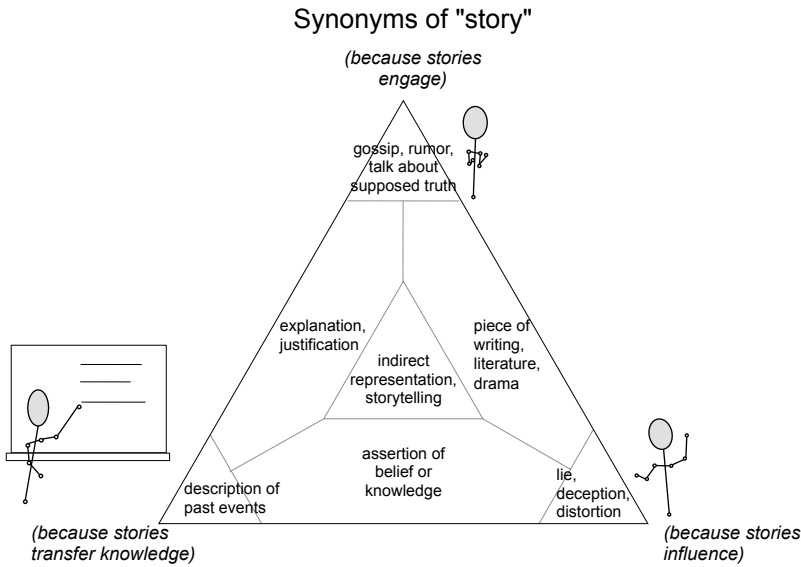 Synonyms of "story"
(because stories
engage)
gossip, rumor,
talk about
supposed truth
explanation,
justification
piece of
writing,
literature,
drama
indirect
representation,
storytelling
assertion of
belief or
knowledge
description of
past events
lie,
deception,
distortion
(because stories
transfer knowledge)
(because stories
influence)